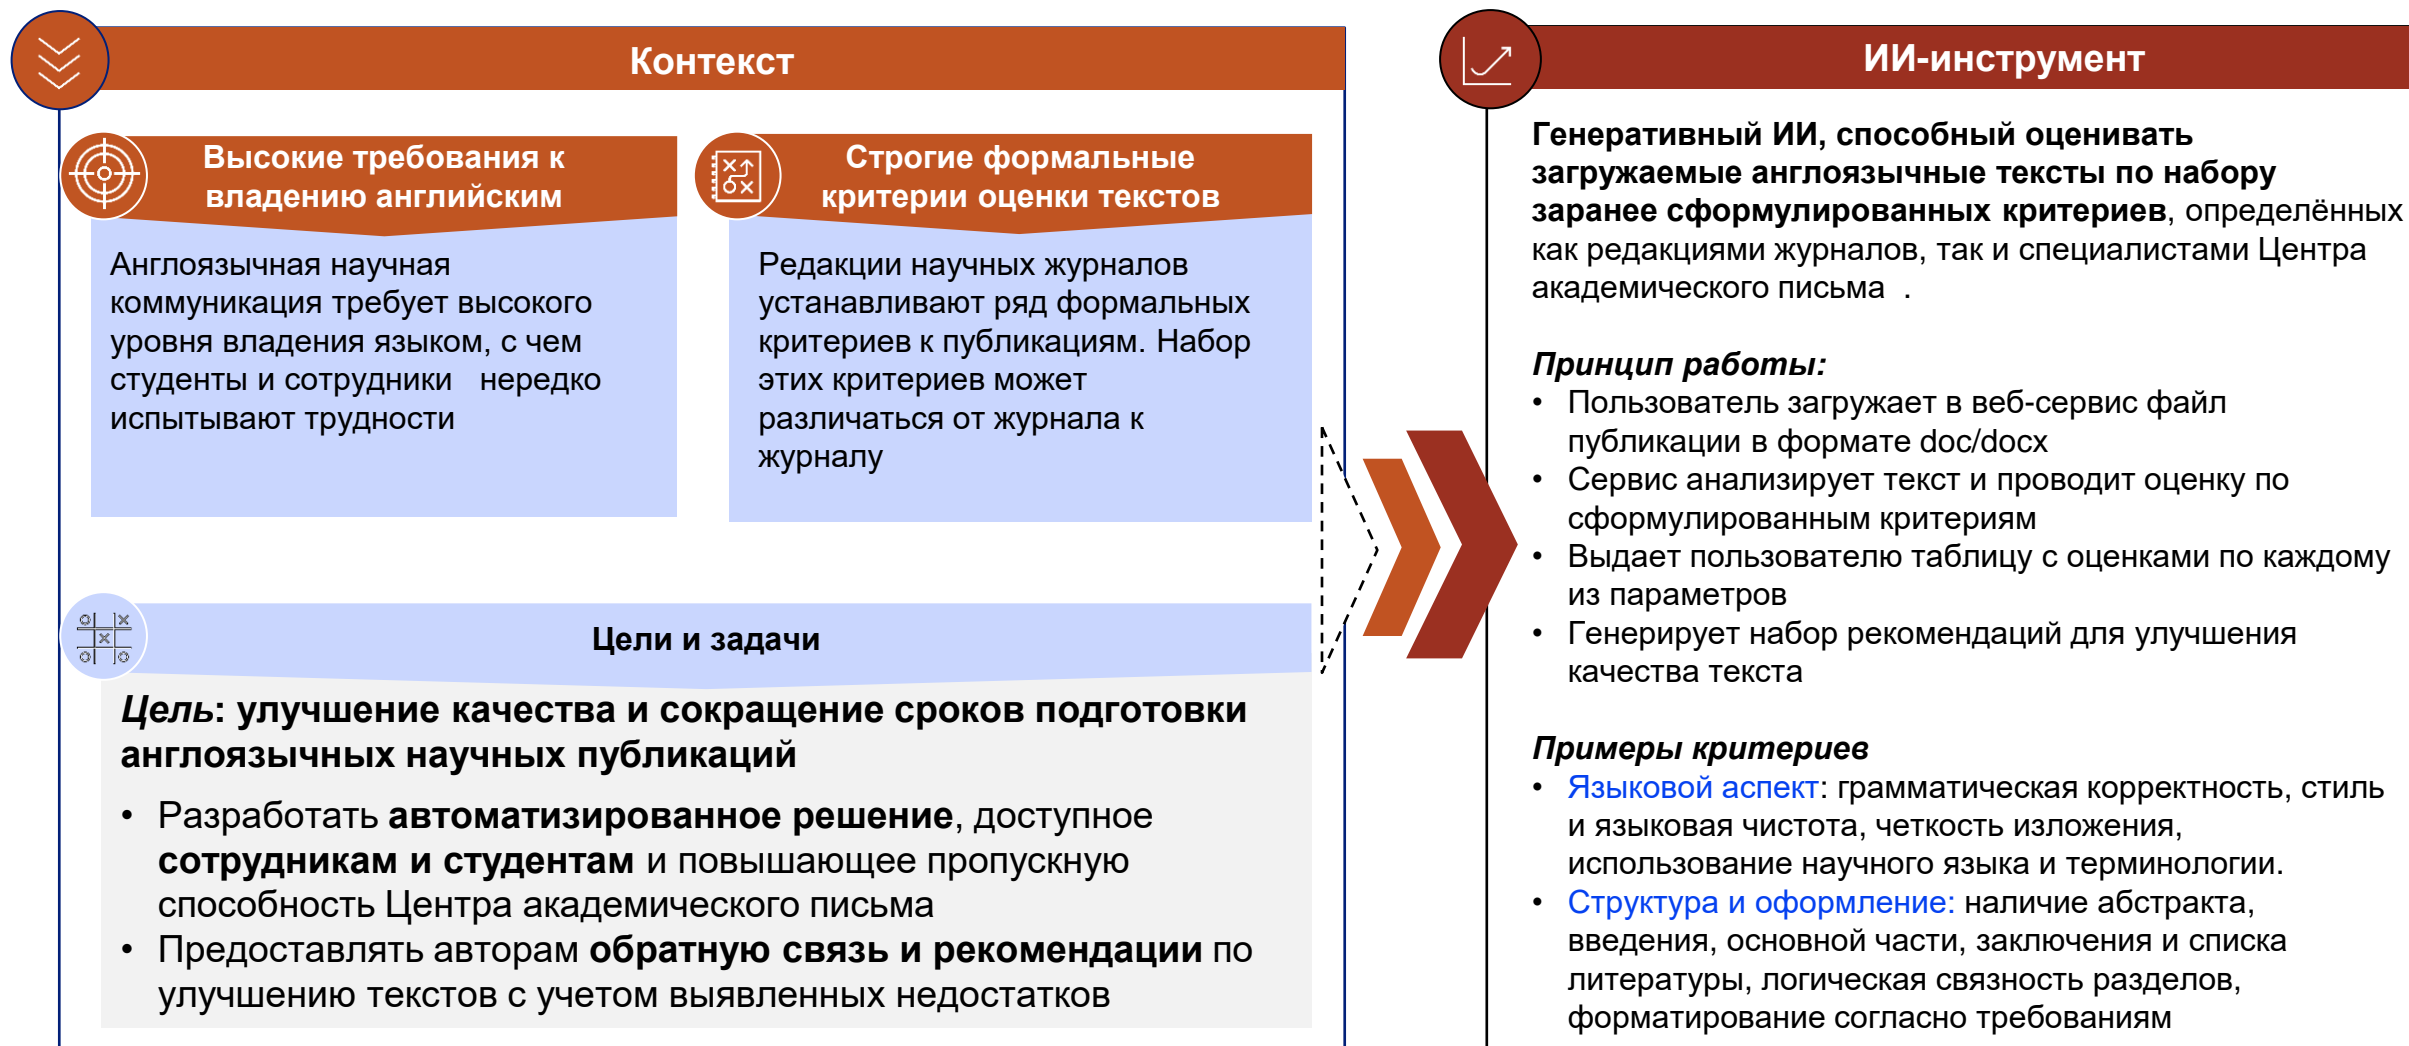 Контекст
Высокие требования к
владению английским
Англоязычная научная
коммуникация требует высокого
уровня владения языком, с чем
студенты и сотрудники нередко
испытывают трудности
Строгие формальные
критерии оценки текстов
Редакции научных журналов
устанавливают ряд формальных
критериев к публикациям. Набор
этих критериев может
различаться от журнала к
журналу
Цели и задачи
Цель: улучшение качества и сокращение сроков подготовки
англоязычных научных публикаций
• Разработать автоматизированное решение, доступное
сотрудникам и студентам и повышающее пропускную
способность Центра академического письма
• Предоставлять авторам обратную связь и рекомендации по
улучшению текстов с учетом выявленных недостатков
ИИ-инструмент
Генеративный ИИ, способный оценивать
загружаемые англоязычные тексты по набору
заранее сформулированных критериев, определённых
как редакциями журналов, так и специалистами Центра
академического письма .
Принцип работы:
• Пользователь загружает в веб-сервис файл
публикации в формате doc/docx
• Сервис анализирует текст и проводит оценку по
сформулированным критериям
• Выдает пользователю таблицу с оценками по каждому
из параметров
• Генерирует набор рекомендаций для улучшения
качества текста
Примеры критериев
• Языковой аспект: грамматическая корректность, стиль
и языковая чистота, четкость изложения,
использование научного языка и терминологии.
• Структура и оформление: наличие абстракта,
введения, основной части, заключения и списка
литературы, логическая связность разделов,
форматирование согласно требованиям